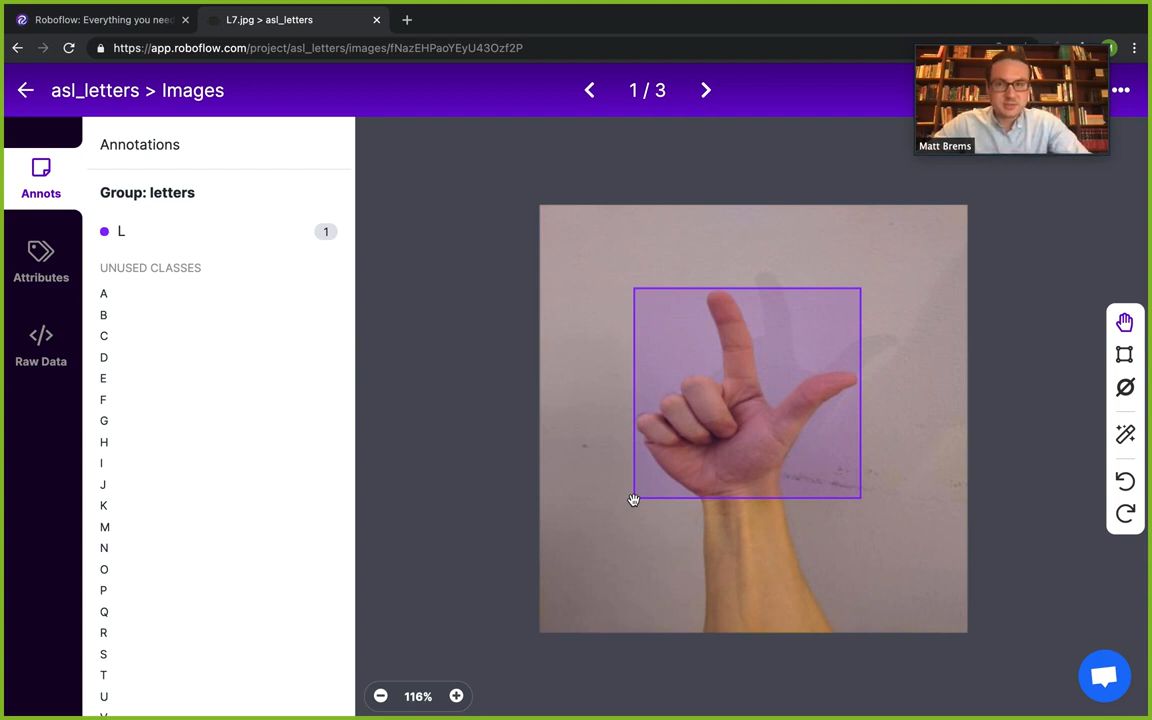 Roboflow: Everything you need
L7.jpg > asl_letters
https://app.roboflow.com/project/asl_letters/images/fNazEHPaoYEyU43Ozf2P
asl_letters > Images
1 / 3
Matt Brems
Annots
Attributes
Raw Data
Annotations
Group: letters
L
1
UNUSED CLASSES
A
B
C
D
E
F
G
H
I
J
K
M
N
O
P
Q
R
S
T
U
V
116%